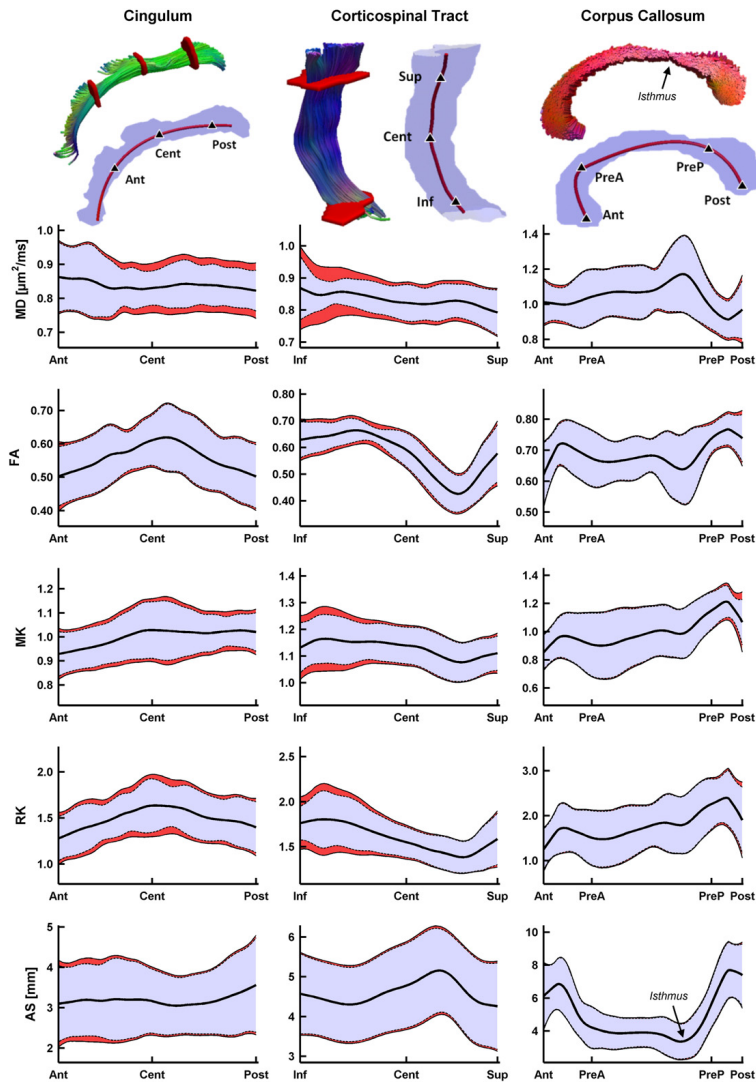 Cingulum Corticospinal Tract Corpus Callosum
Isthmus
Sup
Cent
Inf
Ant
Cent
Post
PreA
PreP
Post
Ant
MD [µm²/ms]
1.0
0.9
0.8
0.7
Ant Cent Post
1.0
0.9
0.8
0.7
Inf Cent Sup
1.4
1.2
1.0
0.8
Ant PreA PreP Post
FA
0.70
0.60
0.50
0.40
Ant Cent Post
0.80
0.70
0.60
0.50
0.40
Inf Cent Sup
0.80
0.70
0.60
0.50
Ant PreA PreP Post
MK
1.2
1.1
1.0
0.9
0.8
Ant Cent Post
1.4
1.3
1.2
1.1
1.0
Inf Cent Sup
1.4
1.2
1.0
0.8
0.6
Ant PreA PreP Post
RK
2.0
1.5
1.0
Ant Cent Post
2.5
2.0
1.5
Inf Cent Sup
3.0
2.0
1.0
Ant PreA PreP Post
AS [mm]
5
4
3
2
Ant Cent Post
6
5
4
3
Inf Cent Sup
10
8
6
4
Isthmus
Ant PreA PreP Post